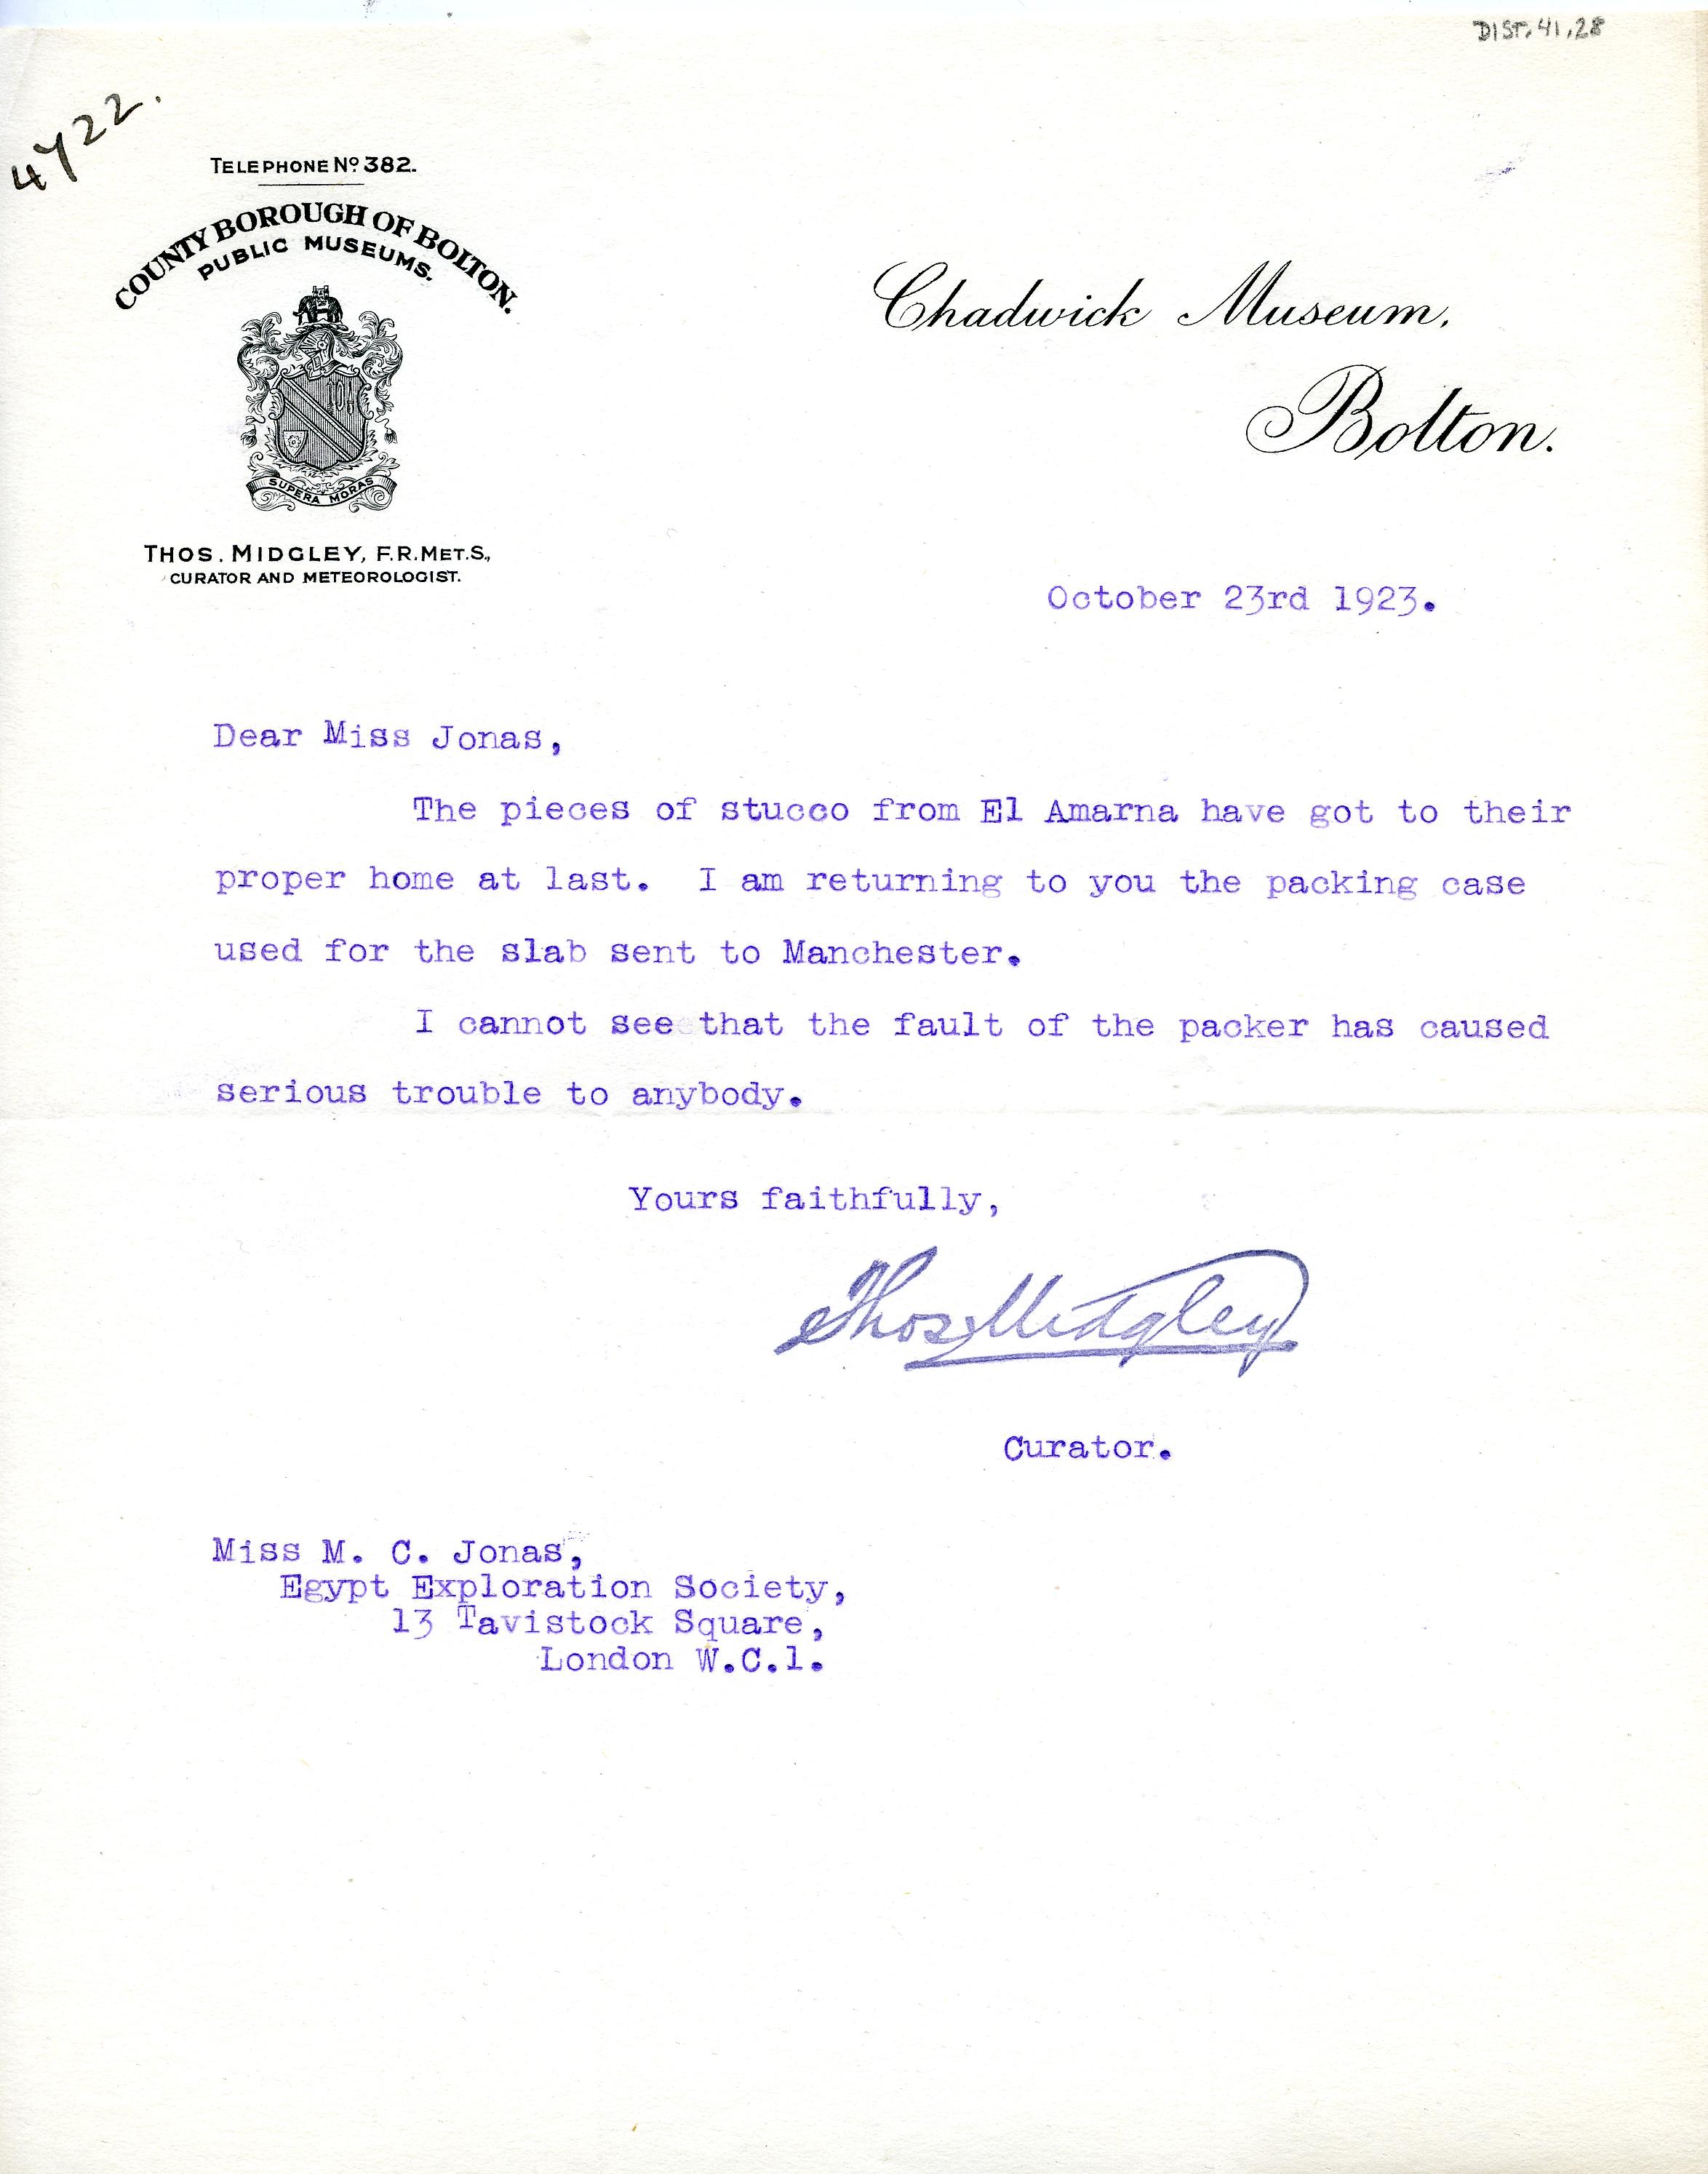 DIST. 41.28
4722.
TELEPHONE Nº 382.
COUNTY BOROUGH OF BOLTON.
PUBLIC MUSEUMS.
SUPERA MORAS
THOS. MIDGLEY, F.R.MET.S.,
CURATOR AND METEOROLOGIST.
Chadwick Museum,
Bolton.
October 23rd 1923.
Dear Miss Jonas,
The pieces of stucco from El Amarna have got to their
proper home at last. I am returning to you the packing case
used for the slab sent to Manchester.
I cannot see that the fault of the packer has caused
serious trouble to anybody.
Yours faithfully,
Thos. Midgley
Curator.
Miss M. C. Jonas,
Egypt Exploration Society,
13 Tavistock Square,
London W.C.1.